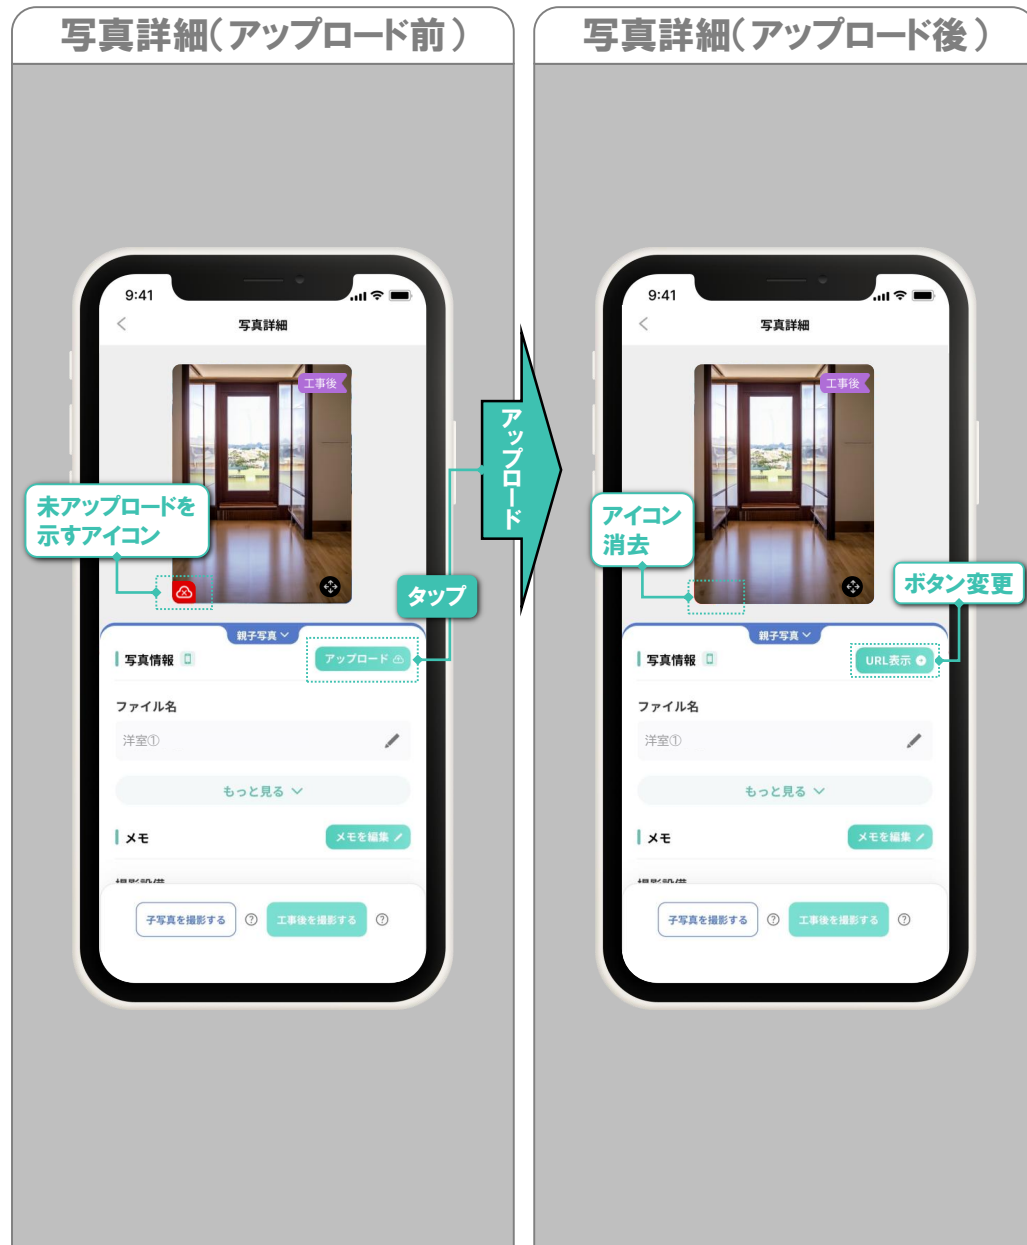 写真詳細(アップロード前)
9:41
写真詳細
工事後
未アップロードを
示すアイコン
タップ
親子写真
写真情報
アップロード
ファイル名
洋室①
もっと見る
メモ
メモを編集
撮影設備
子写真を撮影する
?
工事後を撮影する
?
アップロード
写真詳細(アップロード後)
9:41
写真詳細
工事後
アイコン
消去
ボタン変更
親子写真
写真情報
URL表示
ファイル名
洋室①
もっと見る
メモ
メモを編集
撮影設備
子写真を撮影する
?
工事後を撮影する
?